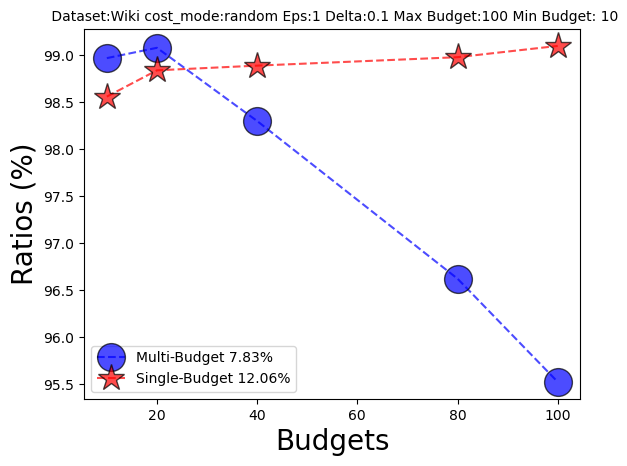 Dataset:Wiki cost_mode:random Eps:1 Delta:0.1 Max Budget:100 Min Budget: 10
Ratios (%)
99.0
98.5
98.0
97.5
97.0
96.5
96.0
95.5
Multi-Budget 7.83%
Single-Budget 12.06%
20
40
60
80
100
Budgets